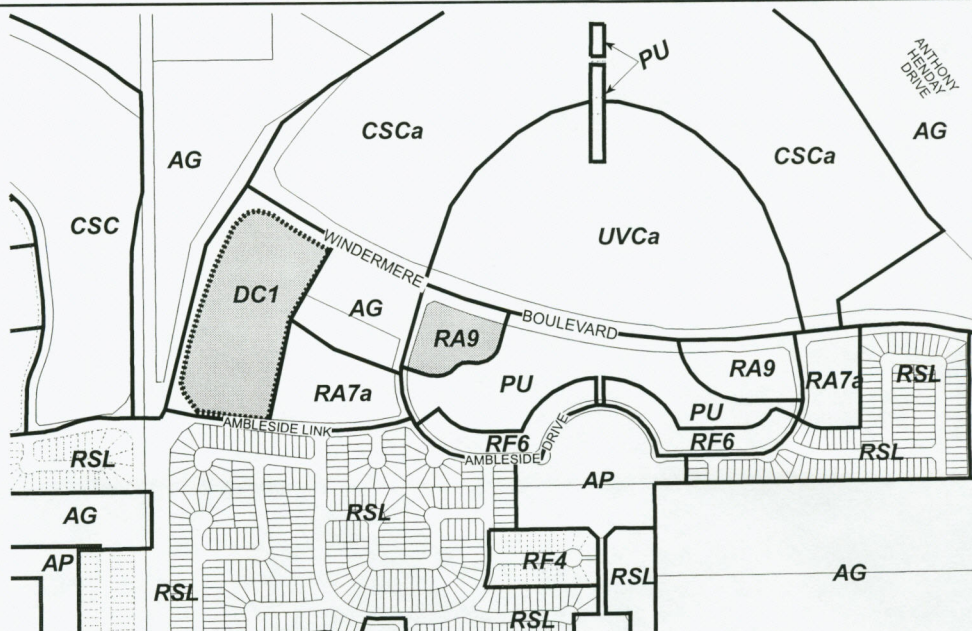 PU
ANTHONY
HENDAY
DRIVE
CSCa
AG
AG
CSCa
CSC
UVCa
WINDERMERE
DC1
AG
BOULEVARD
RA9
RA9
RA7a
RSL
PU
RA7a
PU
AMBLESIDE LINK
RF6
RF6
AMBLESIDE DRIVE
RSL
RSL
AP
RSL
AG
AP
RF4
RSL
AG
RSL
RSL